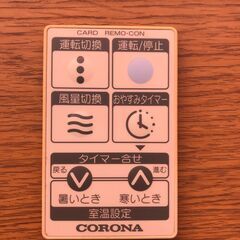 CARD REMO-CON
運転切換 運転/停止
風量切換 おやすみタイマー
タイマー合せ
戻る 進む
暑いとき 寒いとき
室温設定
CORONA